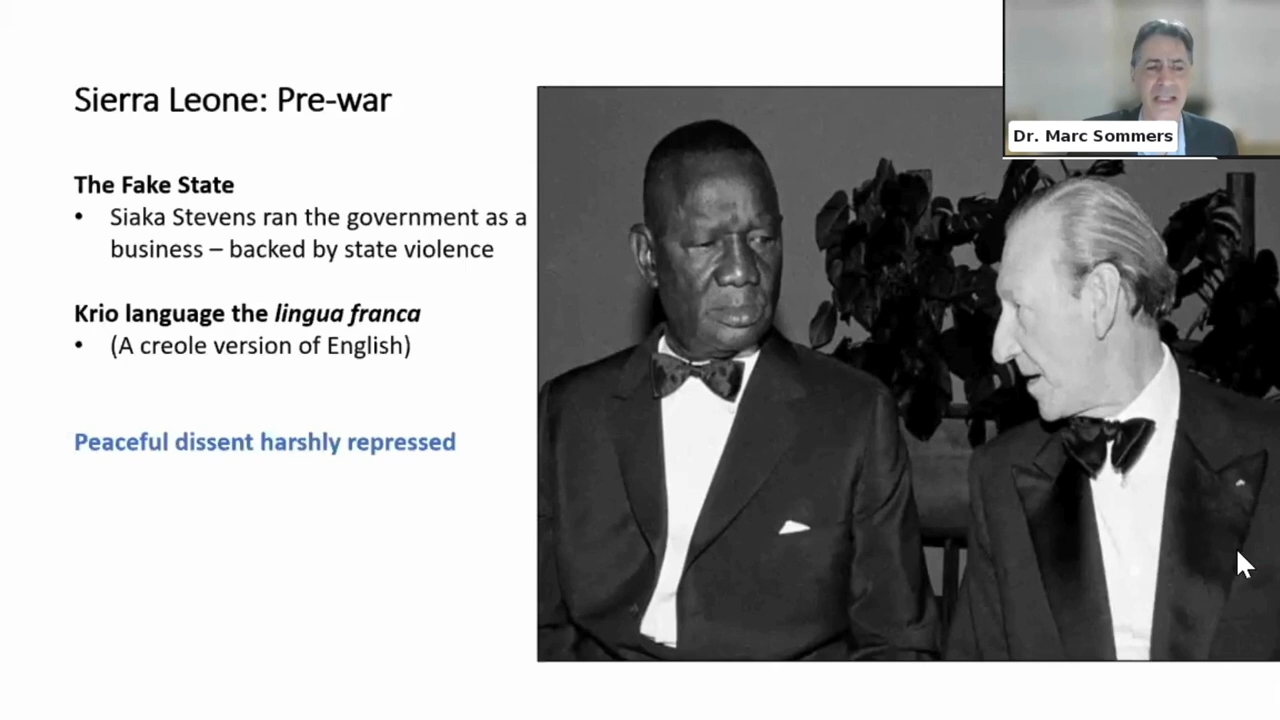 Dr. Marc Sommers
Sierra Leone: Pre-war
The Fake State
• Siaka Stevens ran the government as a
business – backed by state violence
Krio language the lingua franca
• (A creole version of English)
Peaceful dissent harshly repressed